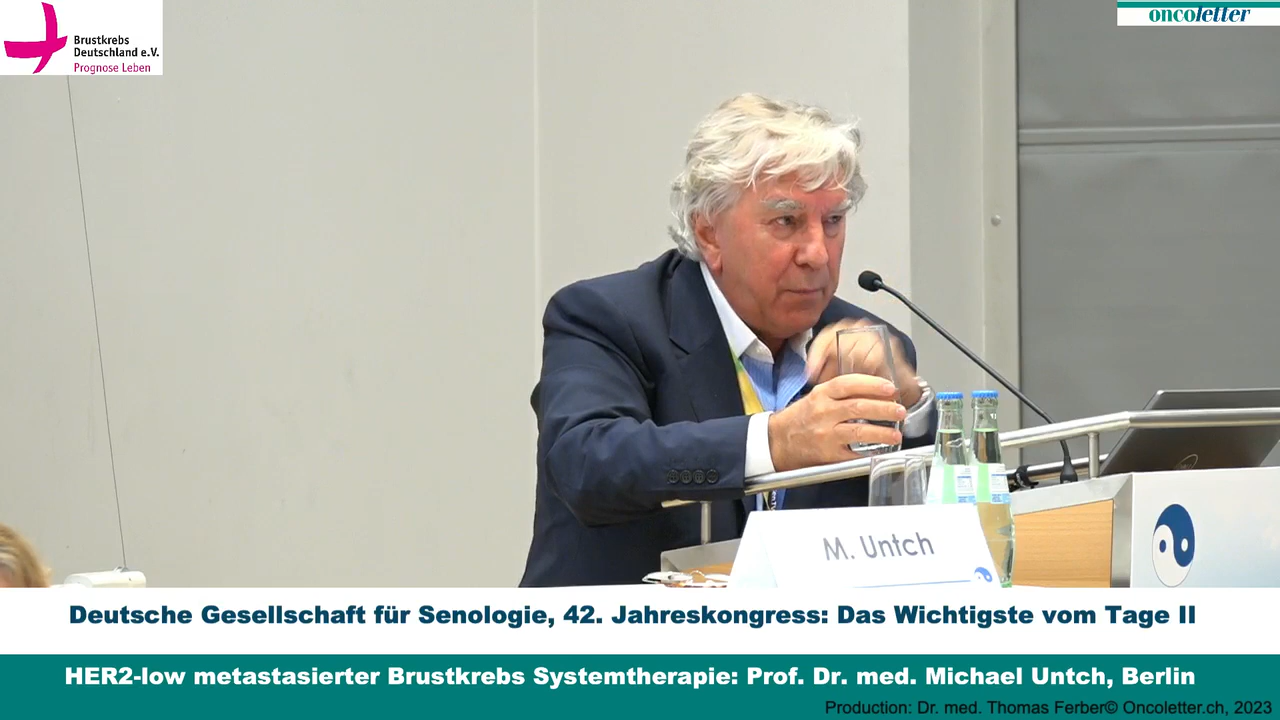 Brustkrebs
Deutschland e.V.
Prognose Leben
oncoletter
M. Untch
Deutsche Gesellschaft für Senologie, 42. Jahreskongress: Das Wichtigste vom Tage II
HER2-low metastasierter Brustkrebs Systemtherapie: Prof. Dr. med. Michael Untch, Berlin
Production: Dr. med. Thomas Ferber© Oncoletter.ch, 2023